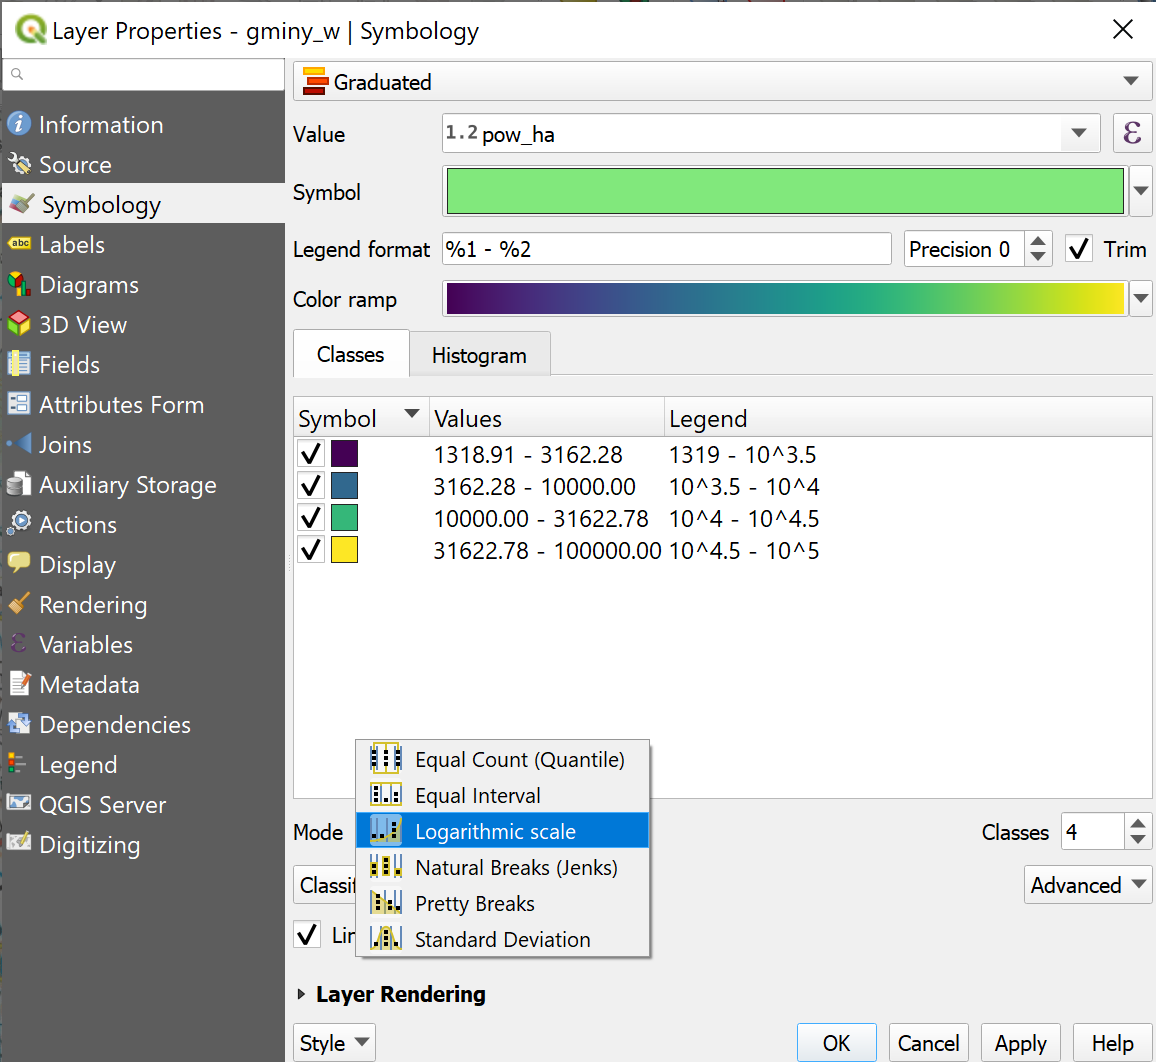 Layer Properties - gminy_w | Symbology
Graduated
Information
Source
Symbology
abc Labels
Diagrams
3D View
Fields
Attributes Form
Joins
Auxiliary Storage
Actions
Display
Rendering
Variables
Metadata
Dependencies
Legend
QGIS Server
Digitizing
Value 1.2 pow_ha ε
Symbol
Legend format %1 - %2 Precision 0 Trim
Color ramp
Classes Histogram
Symbol Values Legend
1318.91 - 3162.28 1319 - 10^3.5
3162.28 - 10000.00 10^3.5 - 10^4
10000.00 - 31622.78 10^4 - 10^4.5
31622.78 - 100000.00 10^4.5 - 10^5
Equal Count (Quantile)
Equal Interval
Mode Logarithmic scale Classes 4
Natural Breaks (Jenks)
Classif Advanced
Pretty Breaks
Standard Deviation
Layer Rendering
Style OK Cancel Apply Help